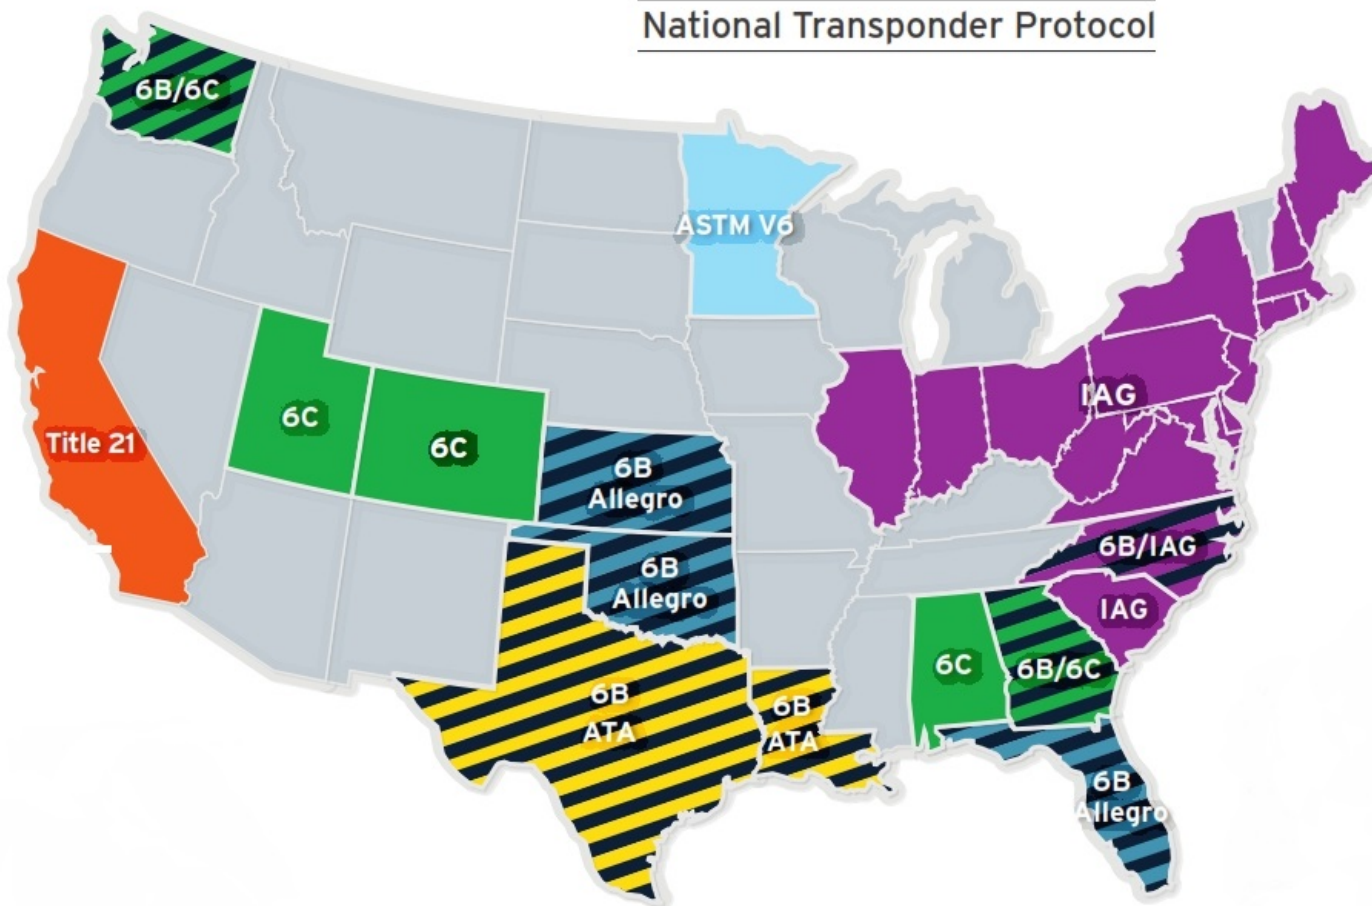 National Transponder Protocol
6B/6C
ASTM V6
IAG
6C
Title 21
6C
6B
Allegro
6B/IAG
6B
Allegro
IAG
6C
6B/6C
6B
ATA
6B
ATA
6B
Allegro